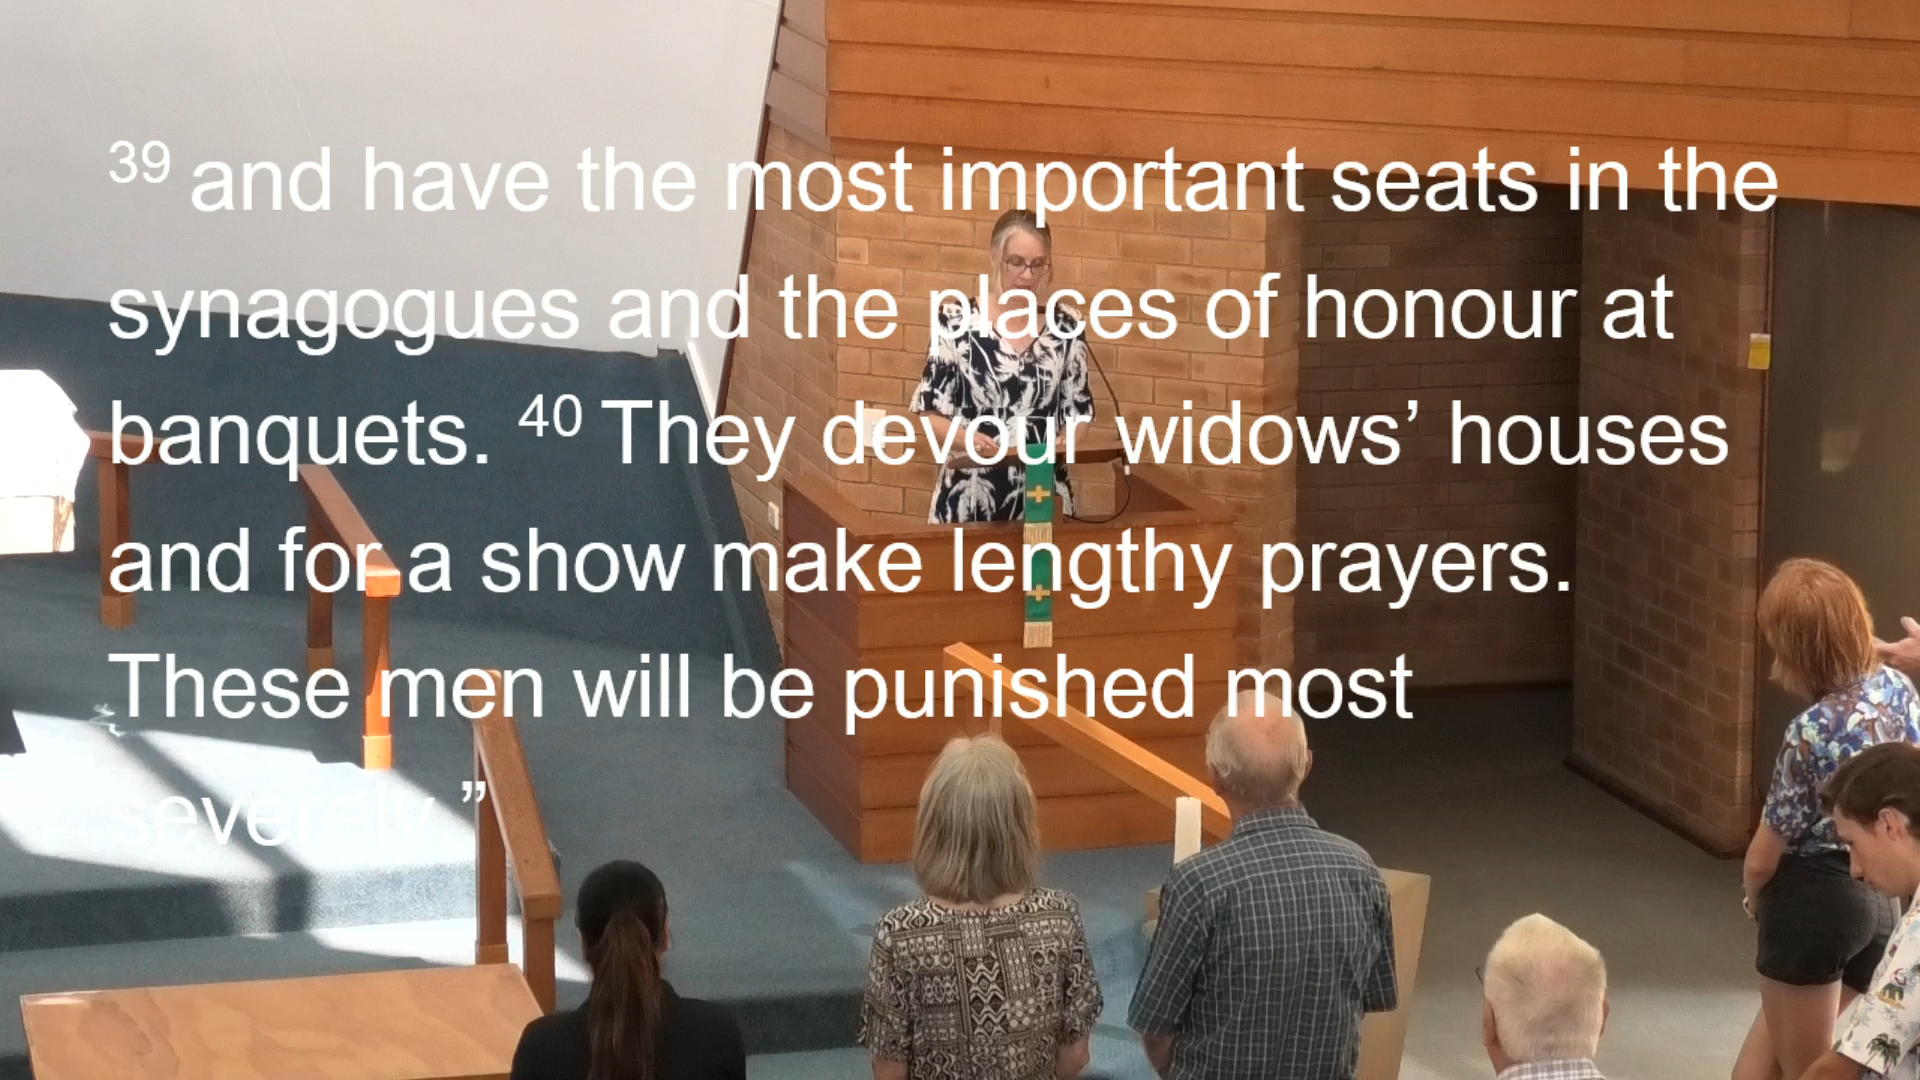 39 and have the most important seats in the
synagogues and the places of honour at
banquets. 40 They devour widows’ houses
and for a show make lengthy prayers.
These men will be punished most
severely.”